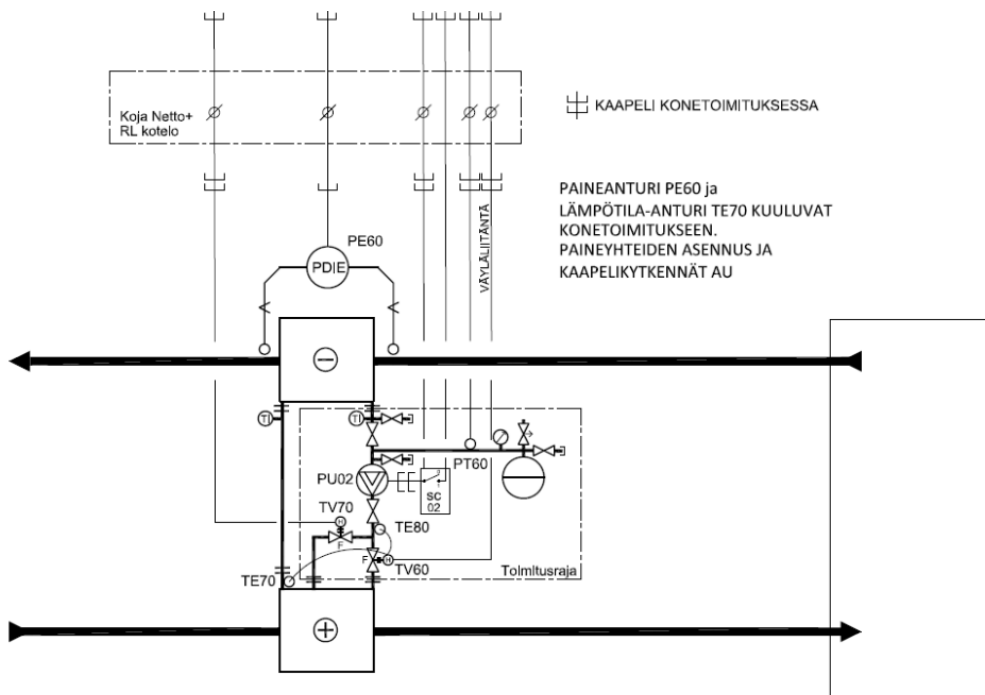 Koja Netto+
RL kotelo
KAAPELI KONETOIMITUKSESSA
PAINEANTURI PE60 ja
LÄMPÖTILA-ANTURI TE70 KUULUVAT
KONETOIMITUKSEEN.
PAINEYHTEIDEN ASENNUS JA
KAAPELIKYTKENNÄT AU
VÄYLÄLIITÄNTÄ
PE60
PDIE
TI
TI
PT60
PU02
SC
02
TV70
H
F
TE80
F
H
TV60
TE70
Toimitusraja